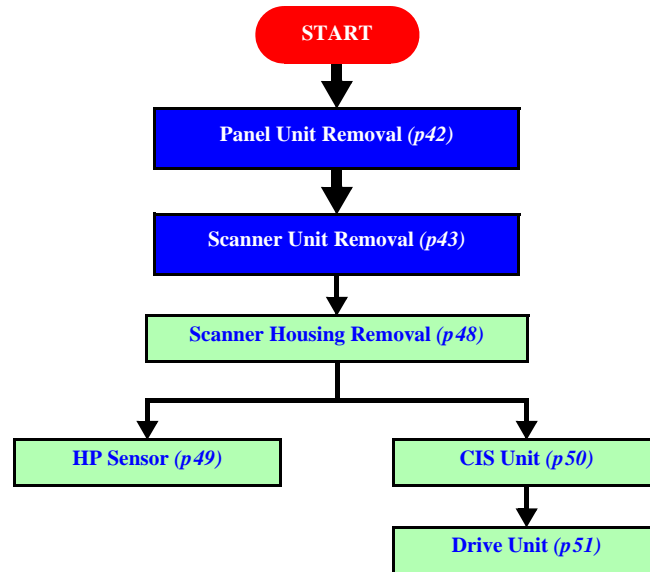 START
Panel Unit Removal (p42)
Scanner Unit Removal (p43)
Scanner Housing Removal (p48)
HP Sensor (p49)
CIS Unit (p50)
Drive Unit (p51)